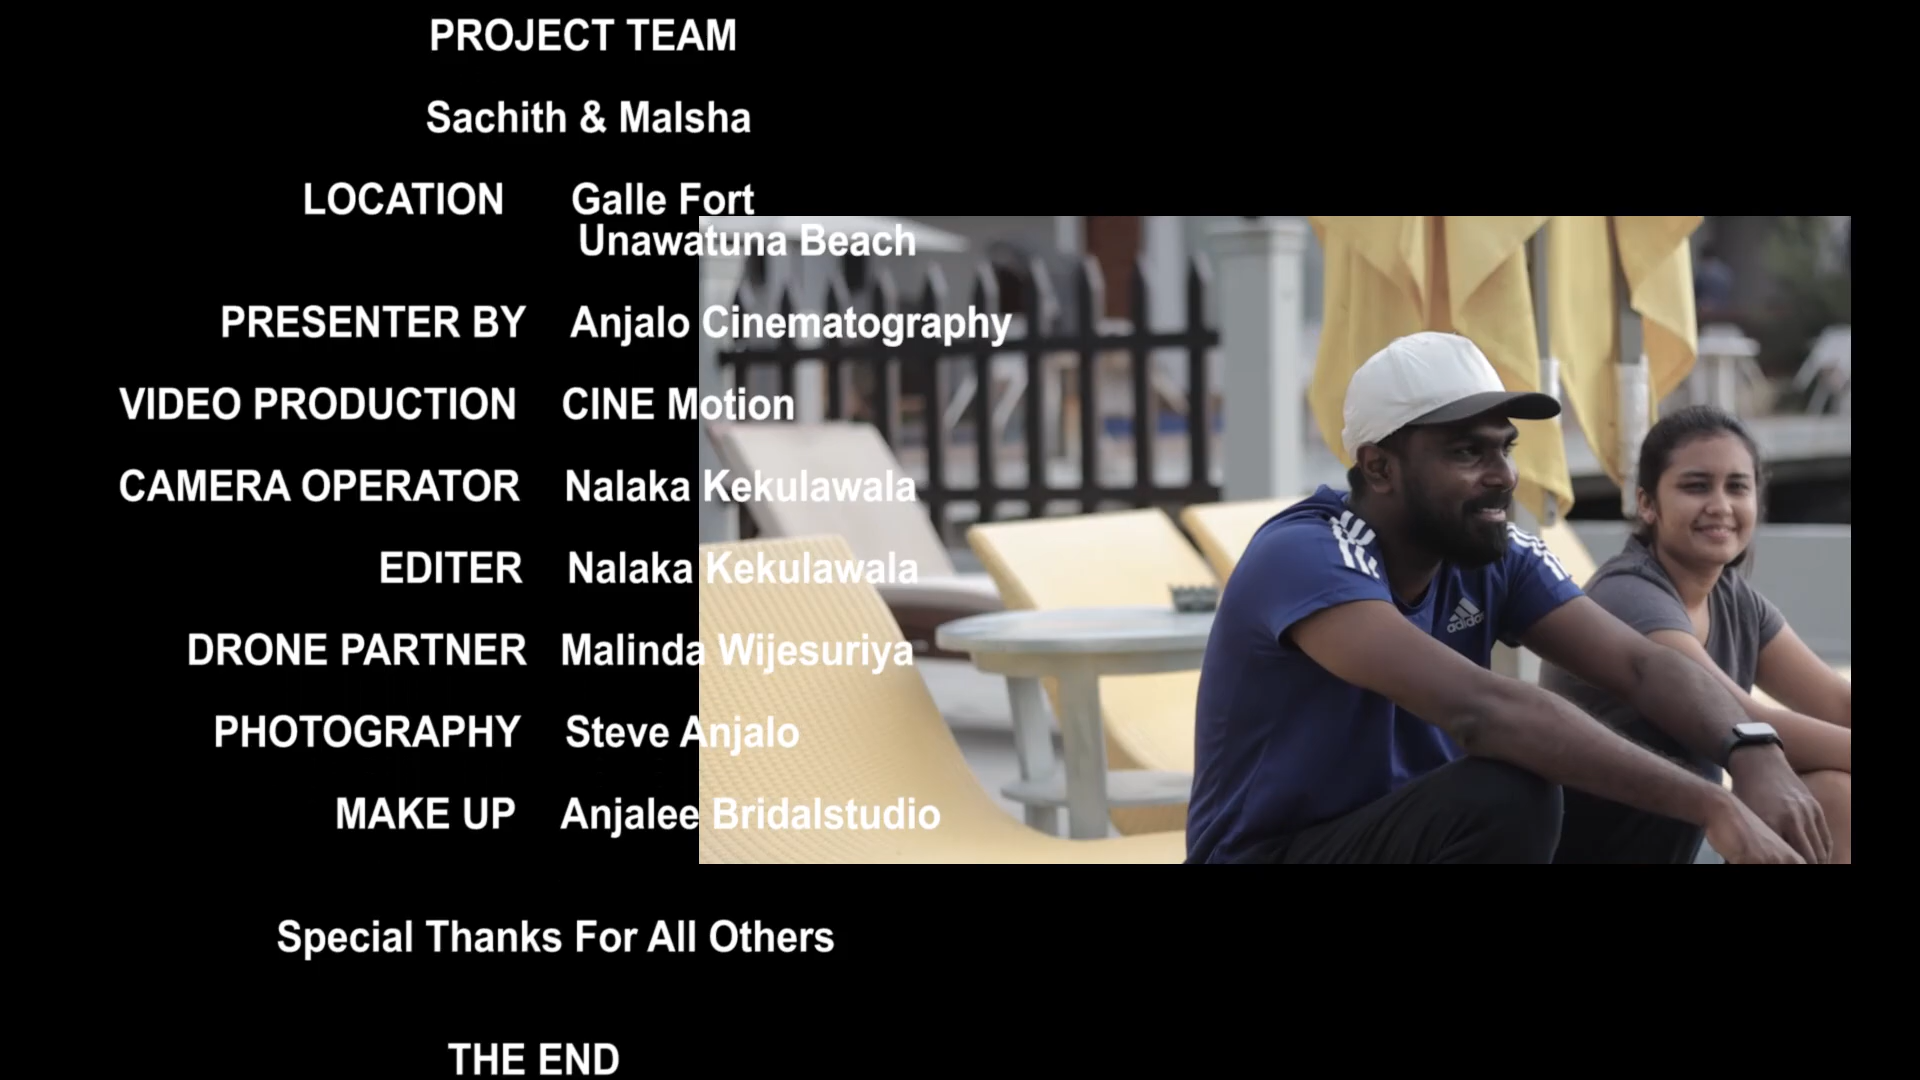 PROJECT TEAM
Sachith & Malsha
LOCATION Galle Fort
Unawatuna Beach
PRESENTER BY Anjalo Cinematography
VIDEO PRODUCTION CINE Motion
CAMERA OPERATOR Nalaka Kekulawala
EDITER Nalaka Kekulawala
DRONE PARTNER Malinda Wijesuriya
PHOTOGRAPHY Steve Anjalo
MAKE UP Anjalee Bridalstudio
Special Thanks For All Others
THE END
adidas